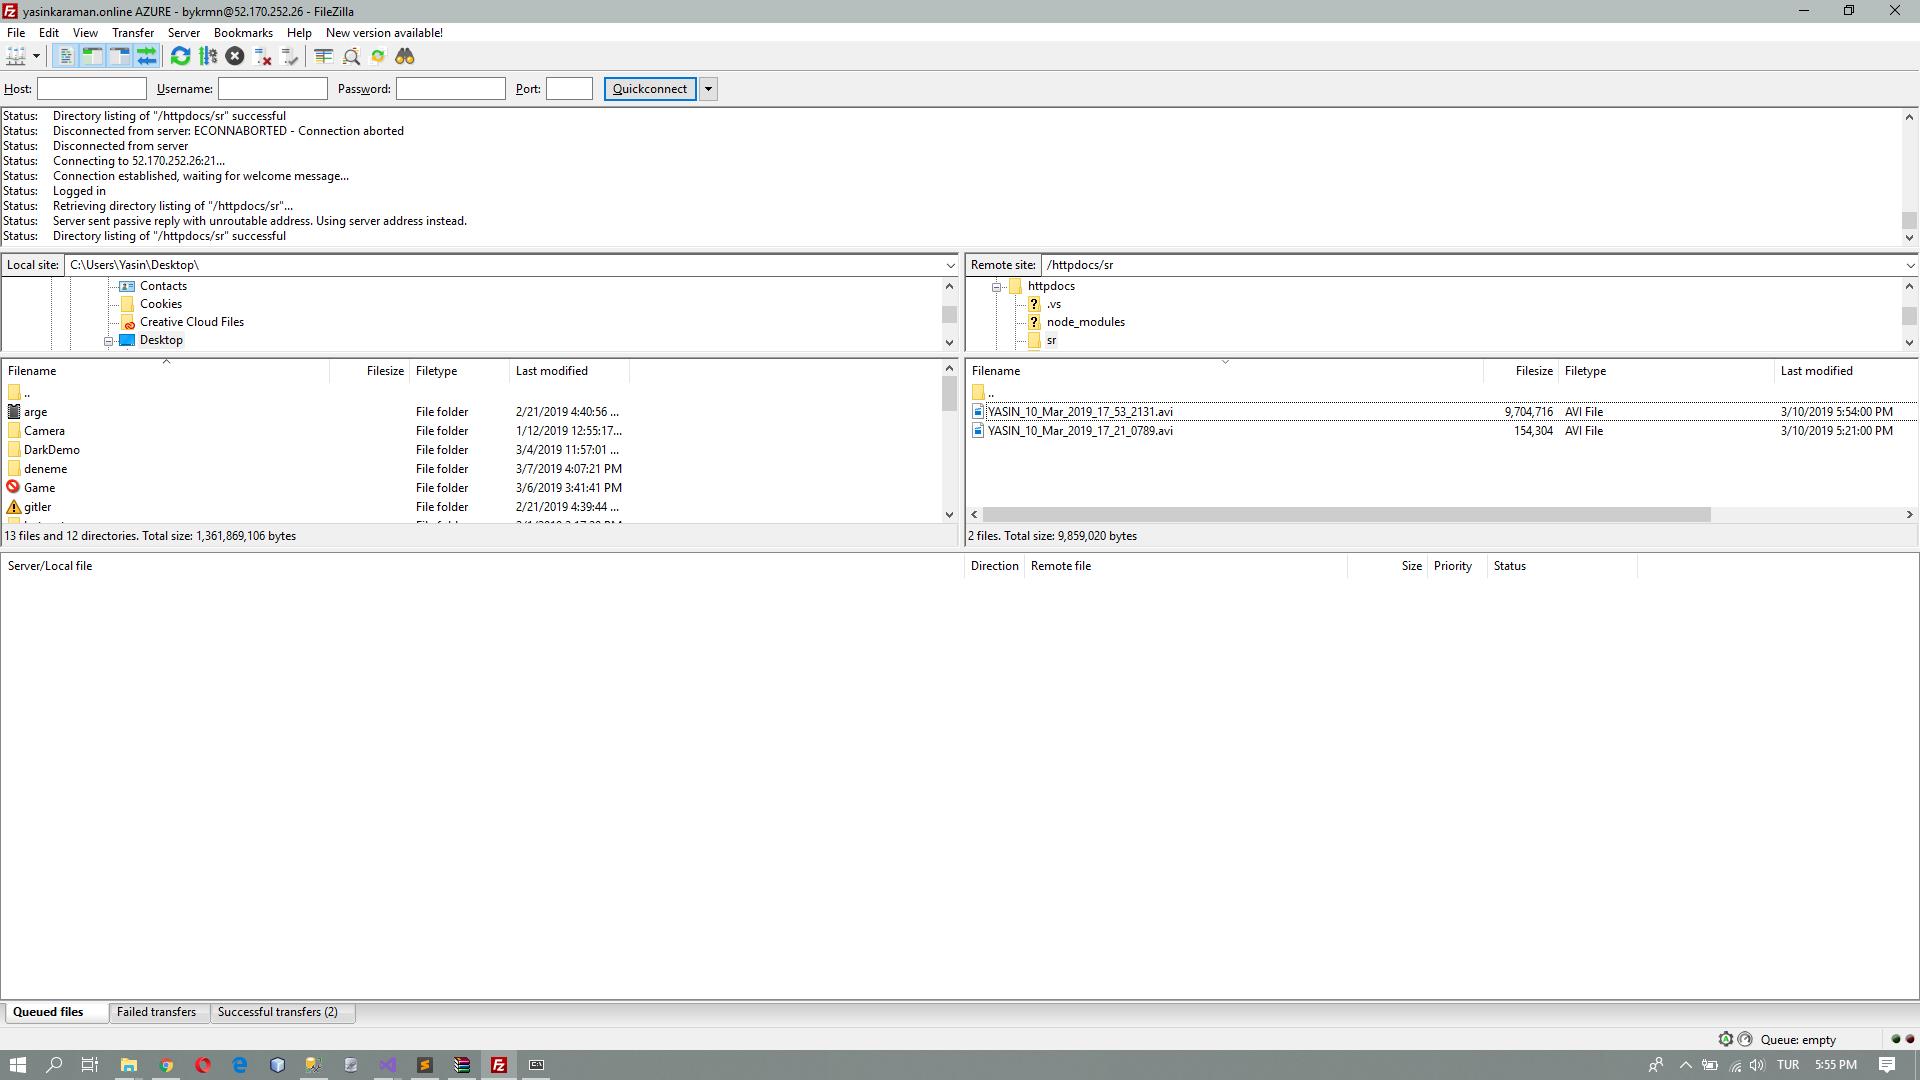 yasinkaraman.online AZURE - bykrmn@52.170.252.26 - FileZilla
File Edit View Transfer Server Bookmarks Help New version available!
Host: Username: Password: Port: Quickconnect
Status: Directory listing of "/httpdocs/sr" successful
Status: Disconnected from server: ECONNABORTED - Connection aborted
Status: Disconnected from server
Status: Connecting to 52.170.252.26:21...
Status: Connection established, waiting for welcome message...
Status: Logged in
Status: Retrieving directory listing of "/httpdocs/sr"...
Status: Server sent passive reply with unroutable address. Using server address instead.
Status: Directory listing of "/httpdocs/sr" successful
Local site: C:\Users\Yasin\Desktop\
Contacts
Cookies
Creative Cloud Files
Desktop
Remote site: /httpdocs/sr
httpdocs
.vs
node_modules
sr
Filename Filesize Filetype Last modified
..
arge File folder 2/21/2019 4:40:56 ...
Camera File folder 1/12/2019 12:55:17...
DarkDemo File folder 3/4/2019 11:57:01 ...
deneme File folder 3/7/2019 4:07:21 PM
Game File folder 3/6/2019 3:41:41 PM
gitler File folder 2/21/2019 4:39:44 ...
13 files and 12 directories. Total size: 1,361,869,106 bytes
Filename Filesize Filetype Last modified
..
YASIN_10_Mar_2019_17_53_2131.avi 9,704,716 AVI File 3/10/2019 5:54:00 PM
YASIN_10_Mar_2019_17_21_0789.avi 154,304 AVI File 3/10/2019 5:21:00 PM
2 files. Total size: 9,859,020 bytes
Server/Local file Direction Remote file Size Priority Status
Queued files Failed transfers Successful transfers (2)
Queue: empty
TUR 5:55 PM